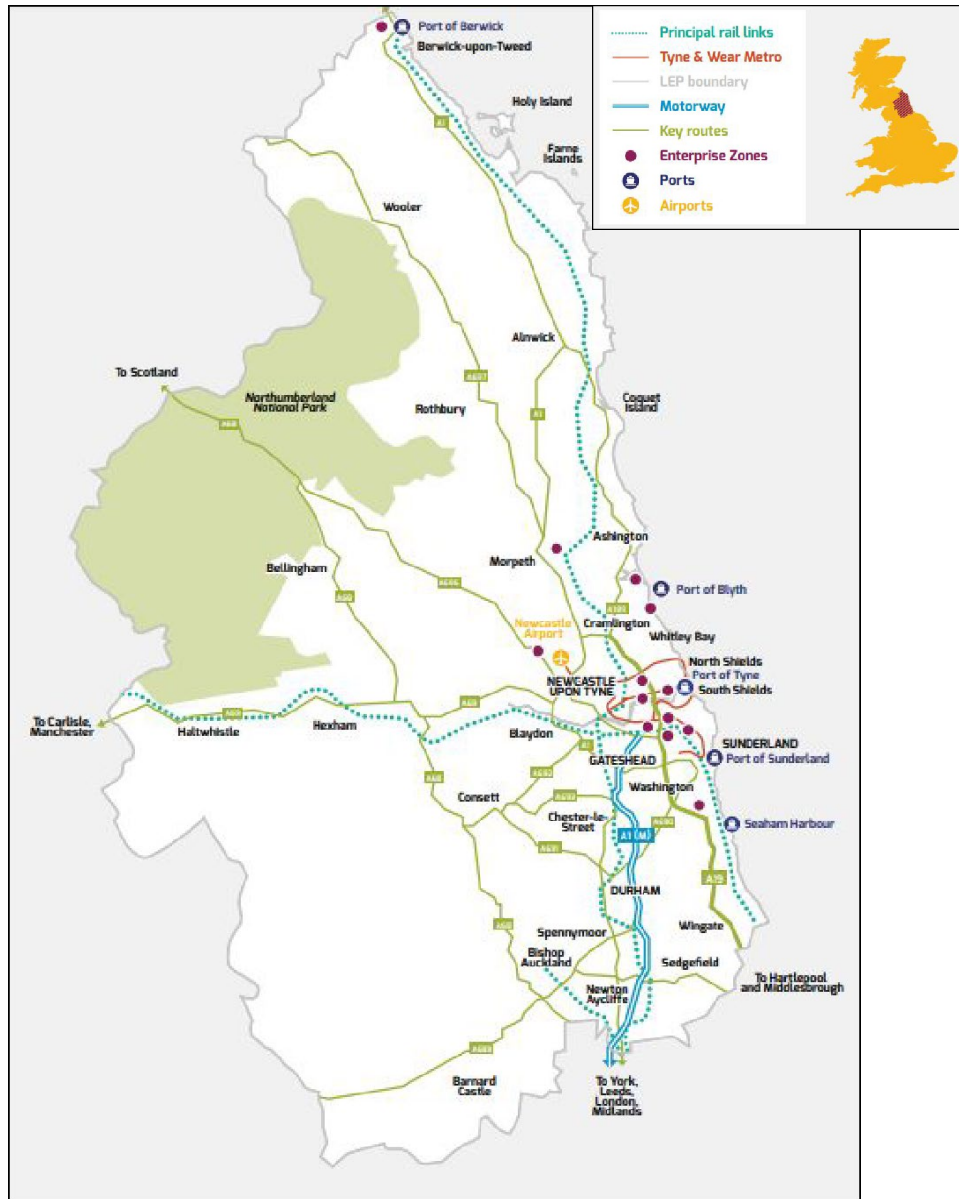 Port of Berwick
Berwick-upon-Tweed
Principal rail links
Tyne & Wear Metro
LEP boundary
Motorway
Key routes
Enterprise Zones
Ports
Airports
Holy Island
A1
Farne
Islands
Wooler
Alnwick
To Scotland
A697
Northumberland
National Park
Rothbury
Coquet
Island
A1
A68
Ashington
Morpeth
Bellingham
A696
Port of Blyth
A68
A189
Newcastle
Airport
Cramlington
Whitley Bay
North Shields
Port of Tyne
NEWCASTLE
UPON TYNE
South Shields
A69
A69
To Carlisle,
Manchester
Haltwhistle
Hexham
Blaydon
SUNDERLAND
A1
GATESHEAD
Port of Sunderland
A68
A692
Washington
Consett
A693
Chester-le-
Street
Seaham Harbour
A690
A1 (M)
A691
A19
DURHAM
A68
Wingate
Spennymoor
Bishop
Auckland
Sedgefield
To Hartlepool
and Middlesbrough
Newton
Aycliffe
A688
Barnard
Castle
To York,
Leeds,
London,
Midlands